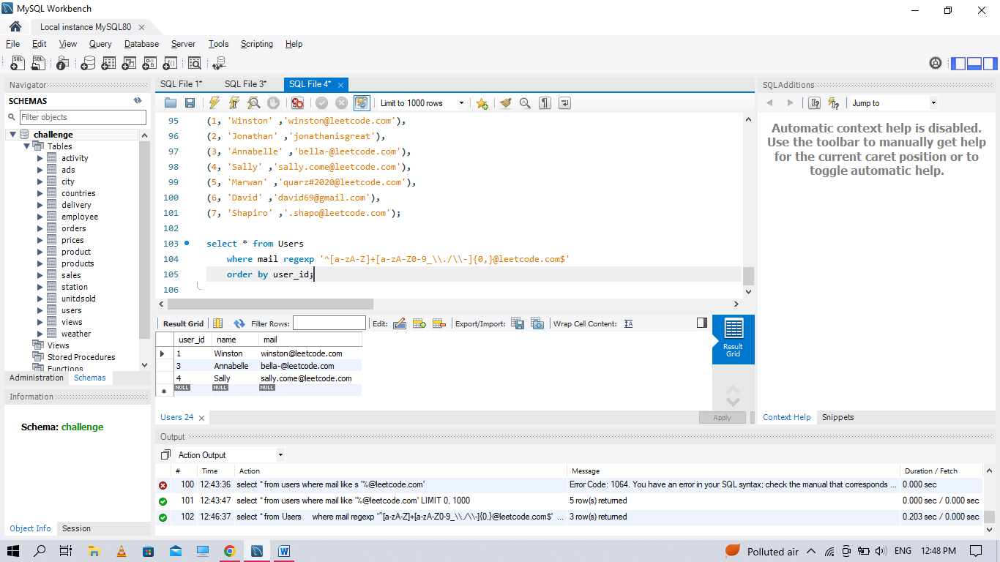 MySQL Workbench
Local instance MySQL80
File Edit View Query Database Server Tools Scripting Help
Navigator
SCHEMAS
Filter objects
challenge
Tables
activity
ads
city
countries
delivery
employee
orders
prices
product
products
sales
station
unitdsold
users
views
weather
Views
Stored Procedures
Functions
Administration Schemas
Information
Schema: challenge
Object Info Session
SQL File 1* SQL File 3* SQL File 4*
Limit to 1000 rows
95 (1, 'Winston' ,'winston@leetcode.com'),
96 (2, 'Jonathan' ,'jonathanisgreat'),
97 (3, 'Annabelle' ,'bella-@leetcode.com'),
98 (4, 'Sally' ,'sally.come@leetcode.com'),
99 (5, 'Marwan' ,'quarz#2020@leetcode.com'),
100 (6, 'David' ,'david69@gmail.com'),
101 (7, 'Shapiro' ,'.shapo@leetcode.com');
102
103 select * from Users
104 where mail regexp '^[a-zA-Z]+[a-zA-Z0-9_\\./\\-]{0,}@leetcode.com$'
105 order by user_id;
106
Result Grid Filter Rows: Edit: Export/Import: Wrap Cell Content:
user_id name mail
1 Winston winston@leetcode.com
3 Annabelle bella-@leetcode.com
4 Sally sally.come@leetcode.com
NULL NULL NULL
Result
Grid
Users 24
Apply
SQLAdditions
Jump to
Automatic context help is disabled.
Use the toolbar to manually get help
for the current caret position or to
toggle automatic help.
Context Help Snippets
Output
Action Output
# Time Action Message Duration / Fetch
100 12:43:36 select * from users where mail like s '%@leetcode.com' Error Code: 1064. You have an error in your SQL syntax; check the manual that corresponds ... 0.000 sec
101 12:43:47 select * from users where mail like '%@leetcode.com' LIMIT 0, 1000 5 row(s) returned 0.000 sec / 0.000 sec
102 12:46:37 select * from Users where mail regexp '^[a-zA-Z]+[a-zA-Z0-9_\\./\\-]{0,}@leetcode.com$' ... 3 row(s) returned 0.203 sec / 0.000 sec
Polluted air ENG 12:48 PM